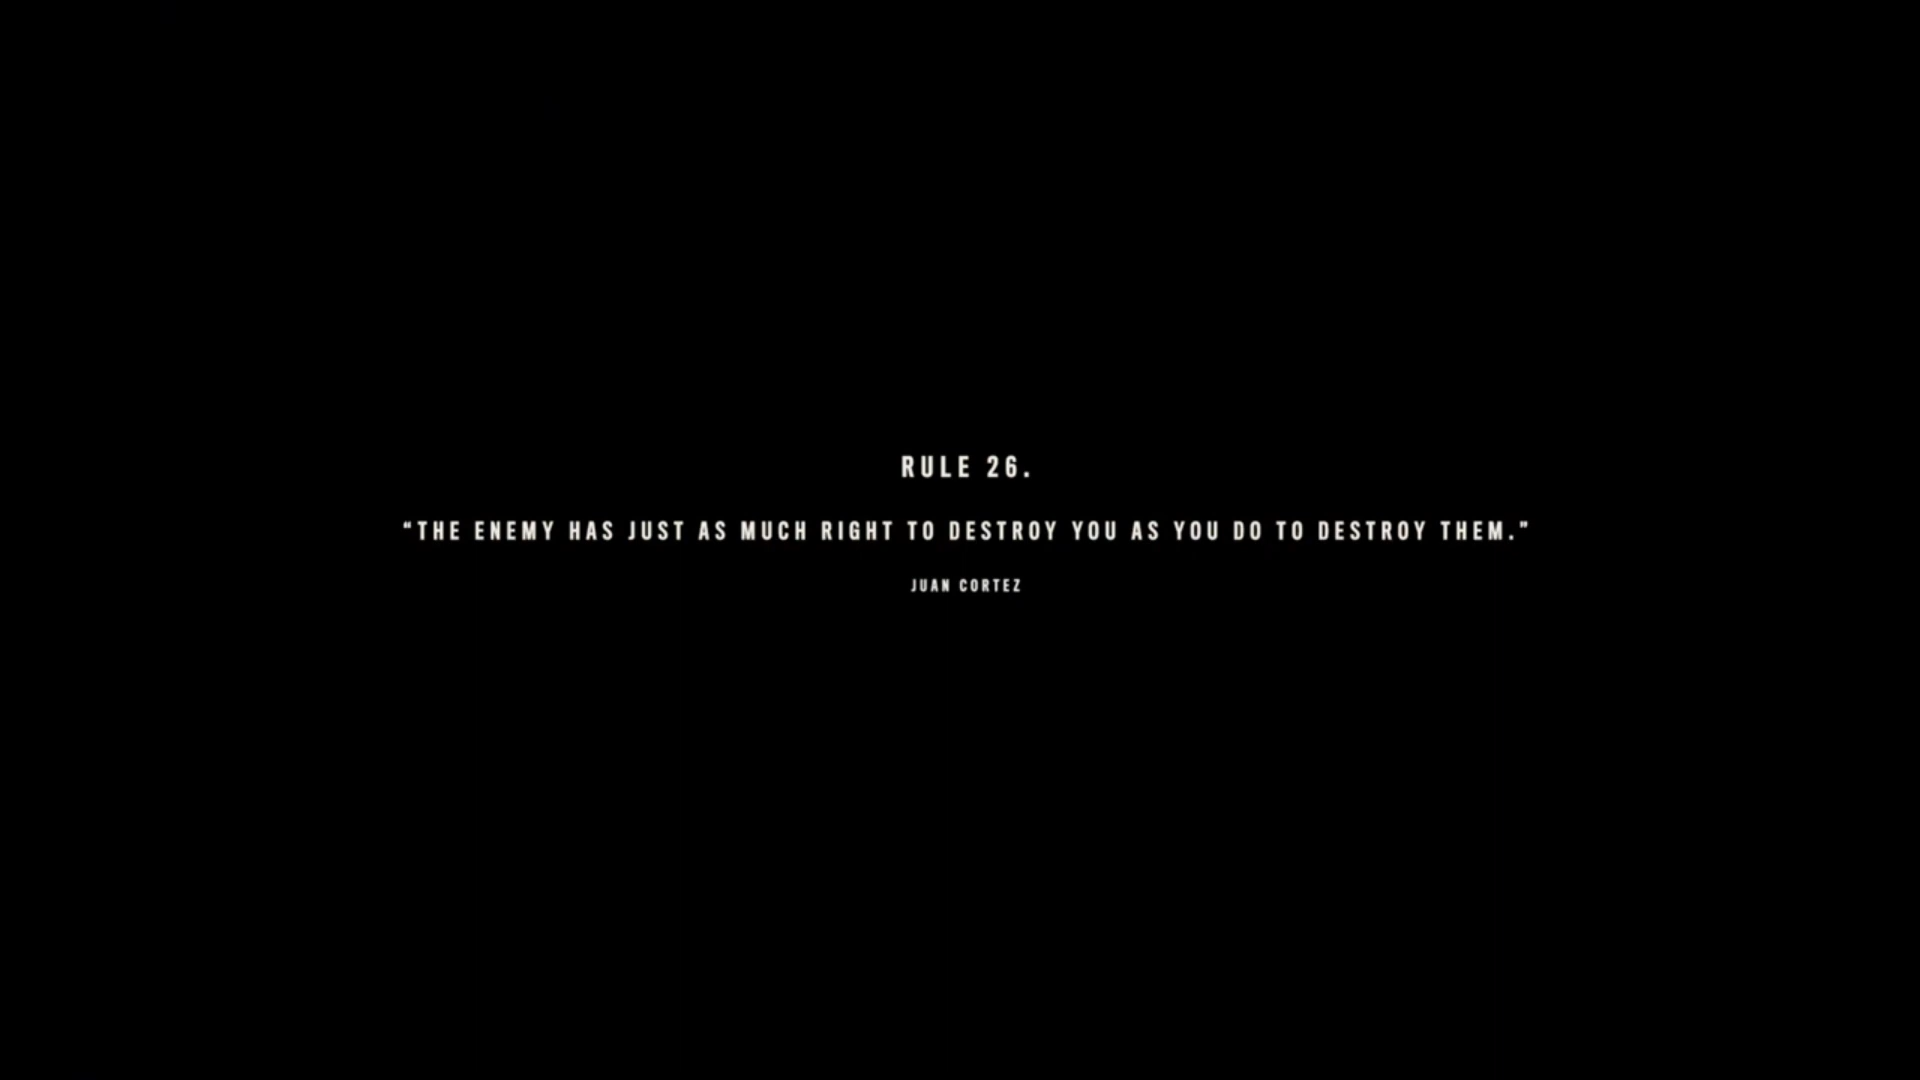 RULE 26.
“THE ENEMY HAS JUST AS MUCH RIGHT TO DESTROY YOU AS YOU DO TO DESTROY THEM.”
JUAN CORTEZ